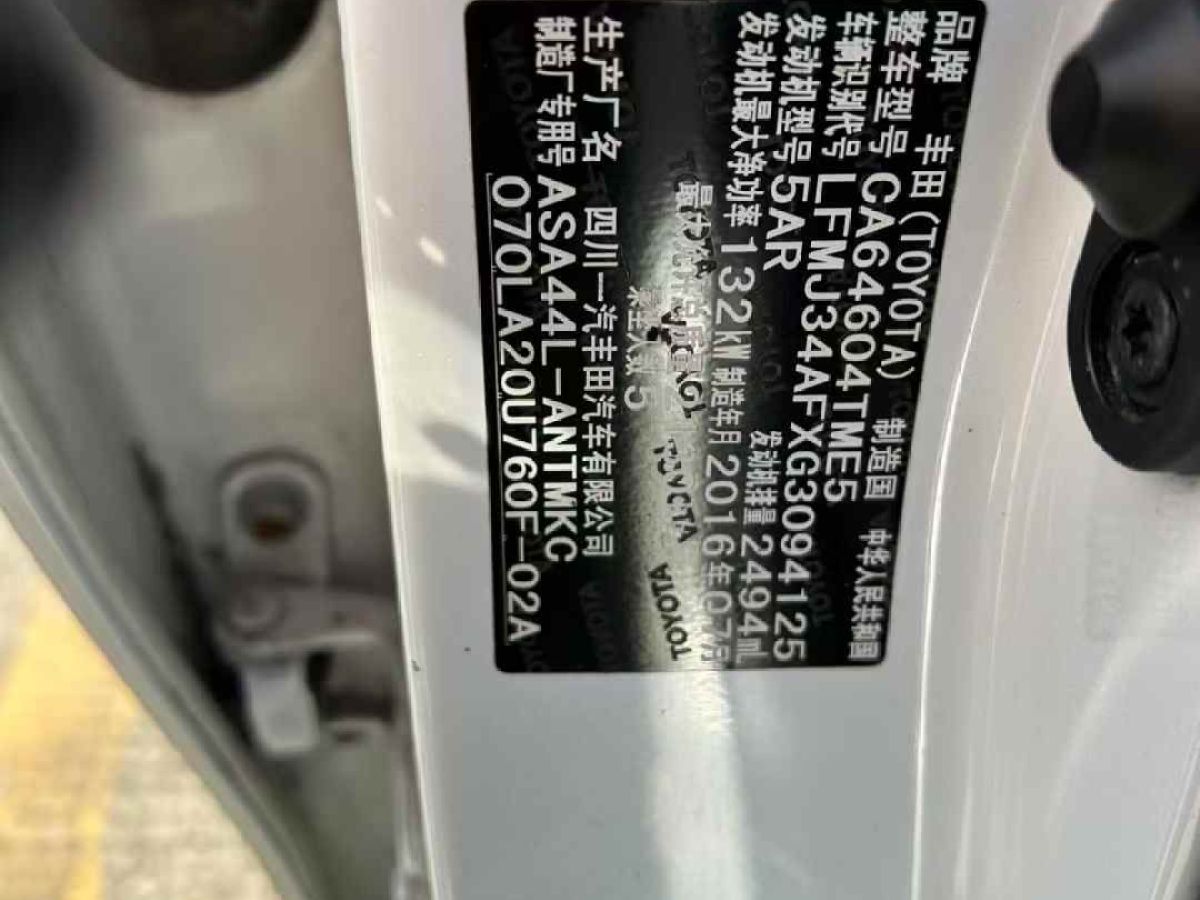 品牌 丰田(TOYOTA) 制造国 中华人民共和国
整车型号 CA64604TME5
车辆识别代号 LFMJ34AFXG3094125
发动机型号 5AR 发动机排量 2494mL
发动机最大净功率 132kW 制造年月 2016年07月
乘坐人数 5
生产厂名 四川一汽丰田汽车有限公司
制造厂专用号 ASA44L-ANTMKC
070LA20U760F-02A